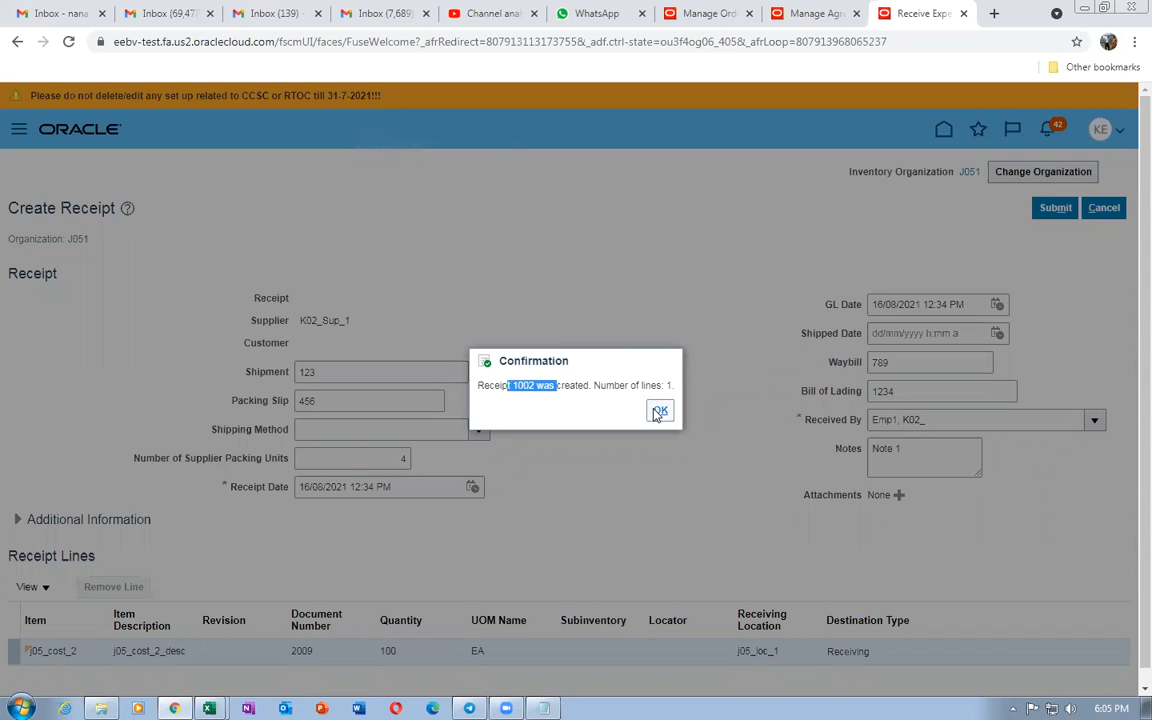 Inbox - nana
Inbox (69,47
Inbox (139) -
Inbox (7,689)
Channel anal
WhatsApp
Manage Ord
Manage Agre
Receive Expe
eebv-test.fa.us2.oraclecloud.com/fscmUI/faces/FuseWelcome?_afrRedirect=807913113173755&_adf.ctrl-state=ou3f4og06_405&_afrLoop=807913968065237
Other bookmarks
Please do not delete/edit any set up related to CCSC or RTOC till 31-7-2021!!!
ORACLE
42
KE
Inventory Organization J051
Change Organization
Create Receipt
Submit
Cancel
Organization: J051
Receipt
Receipt
Supplier K02_Sup_1
Customer
Shipment 123
Packing Slip 456
Shipping Method
Number of Supplier Packing Units 4
* Receipt Date 16/08/2021 12:34 PM
GL Date 16/08/2021 12:34 PM
Shipped Date dd/mm/yyyy h:mm a
Waybill 789
Bill of Lading 1234
* Received By Emp1, K02_
Notes Note 1
Attachments None
Confirmation
Receipt 1002 was created. Number of lines: 1.
OK
Additional Information
Receipt Lines
View
Remove Line
Item Item Description Revision Document Number Quantity UOM Name Subinventory Locator Receiving Location Destination Type
j05_cost_2 j05_cost_2_desc 2009 100 EA j05_loc_1 Receiving
6:05 PM